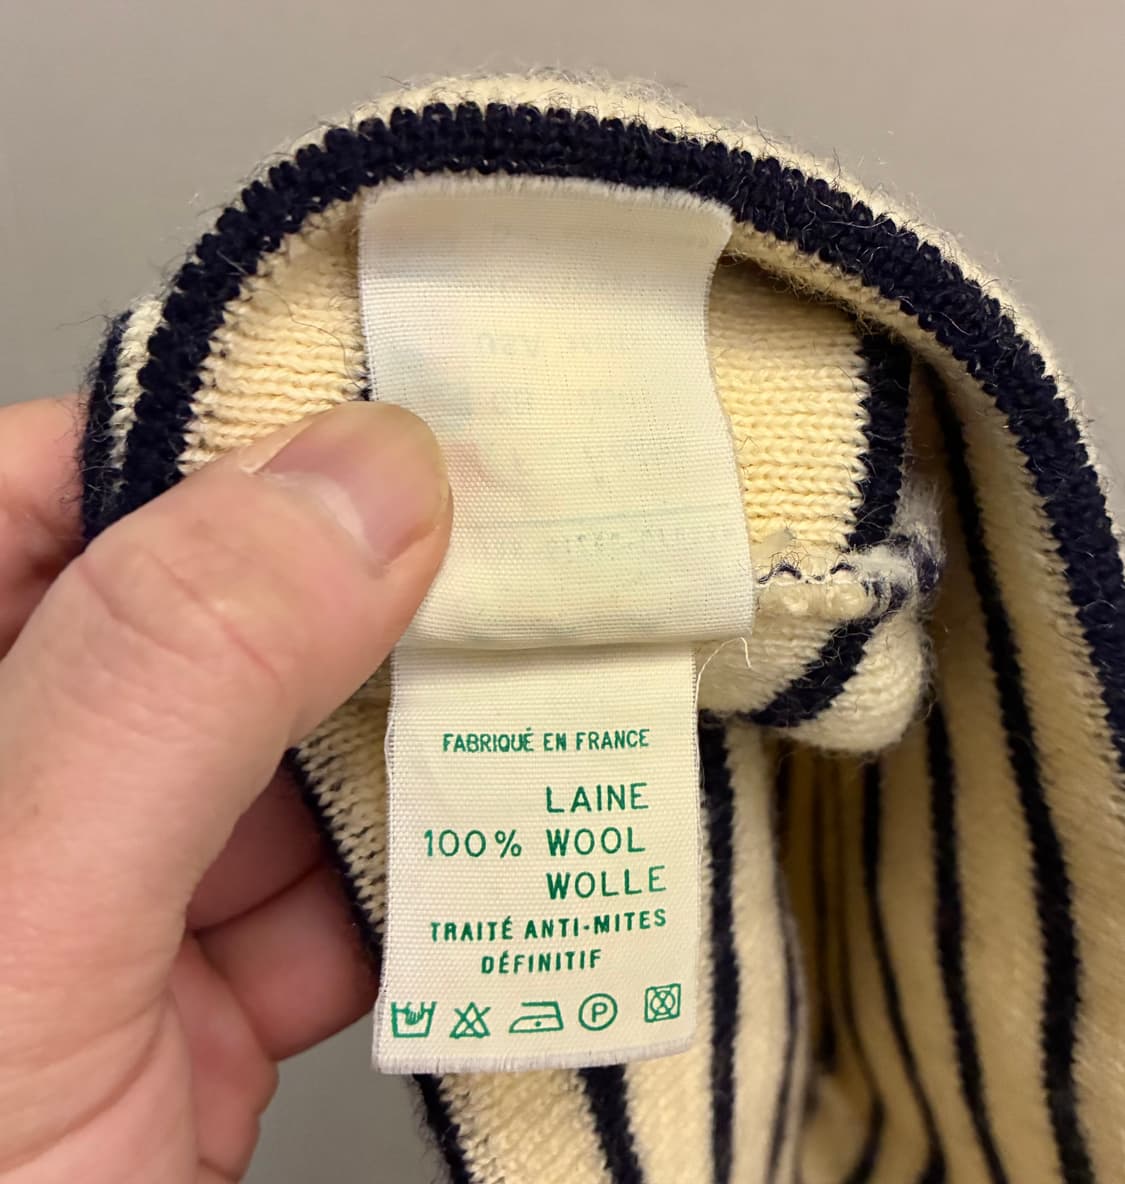 FABRIQUÉ EN FRANCE
LAINE
100% WOOL
WOLLE
TRAITÉ ANTI-MITES
DÉFINITIF
P